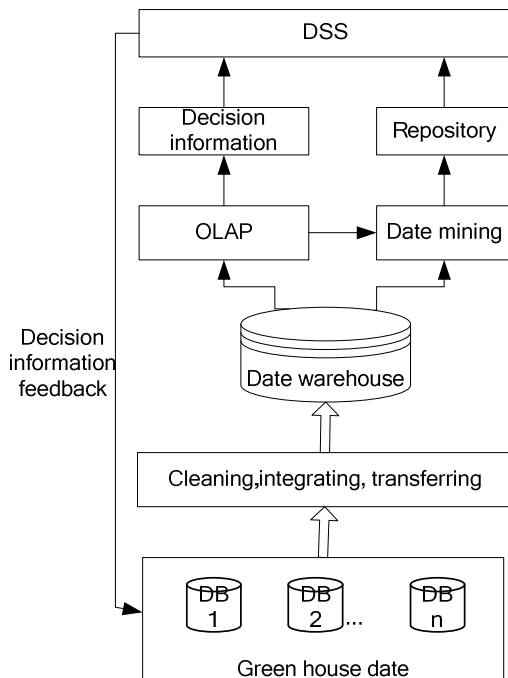 DSS
Decision
information
Repository
OLAP
Date mining
Decision
information
feedback
Date warehouse
Cleaning,integrating, transferring
DB
1
DB
2
...
DB
n
Green house date